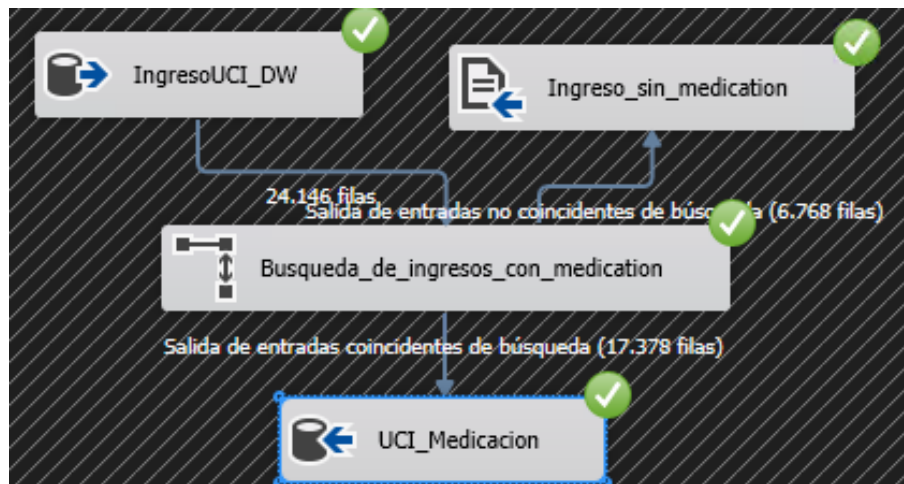 IngresoUCI_DW
Ingreso_sin_medication
24.146 filas
Salida de entradas no coincidentes de búsqueda (6.768 filas)
Busqueda_de_ingresos_con_medication
Salida de entradas coincidentes de búsqueda (17.378 filas)
UCI_Medicacion